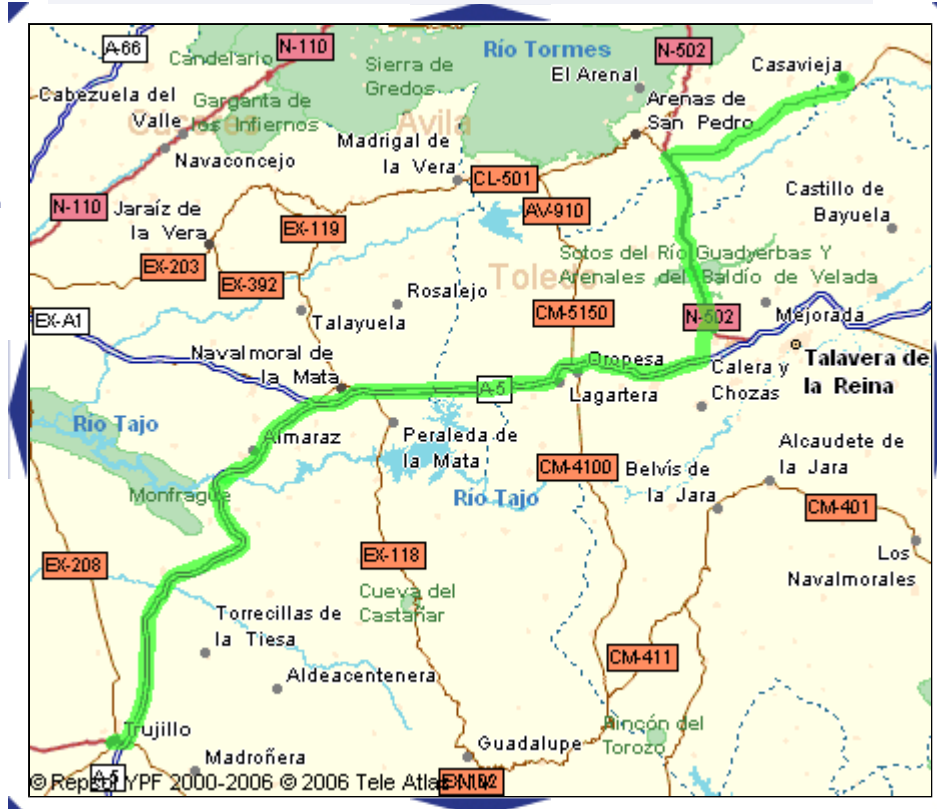 A-66
N-110
Candelario
Sierra de
Gredos
Río Tormes
N-502
El Arenal
Casavieja
Cabezuela del
Valle
Garganta de
los Infiernos
Cáceres
Avila
Arenas de
San Pedro
Navaconcejo
Madrigal de
la Vera
CL-501
Castillo de
Bayuela
N-110
Jaraíz de
la Vera
EX-119
AV-910
EX-203
EX-392
Toledo
Sotos del Río Guadyerbas Y
Arenales del Baldío de Velada
Rosalejo
Talayuela
CM-5150
N-502
Mejorada
EX-A1
Navalmoral de
la Mata
Oropesa
Talavera de
la Reina
A-5
Lagartera
Calera y
Chozas
Río Tajo
Almaraz
Peraleda de
la Mata
Alcaudete de
la Jara
Monfragüe
Río Tajo
CM-4100
Belvís de
la Jara
CM-401
EX-208
EX-118
Los
Navalmorales
Cueva del
Castañar
Torrecillas de
la Tiesa
CM-411
Aldeacentenera
Trujillo
Rincón del
Torozo
Madroñera
Guadalupe
A-5
© Repsol YPF 2000-2006 © 2006 Tele Atlas N.V.